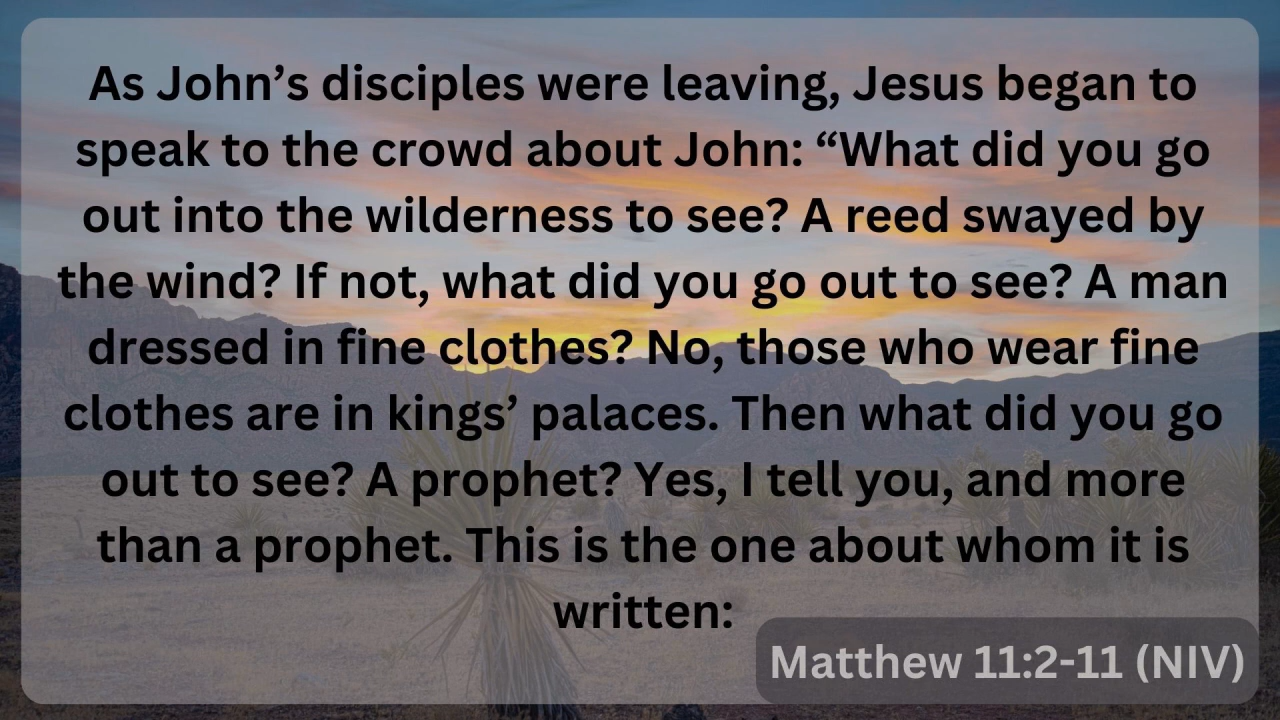 As John’s disciples were leaving, Jesus began to
speak to the crowd about John: “What did you go
out into the wilderness to see? A reed swayed by
the wind? If not, what did you go out to see? A man
dressed in fine clothes? No, those who wear fine
clothes are in kings’ palaces. Then what did you go
out to see? A prophet? Yes, I tell you, and more
than a prophet. This is the one about whom it is
written:
Matthew 11:2-11 (NIV)